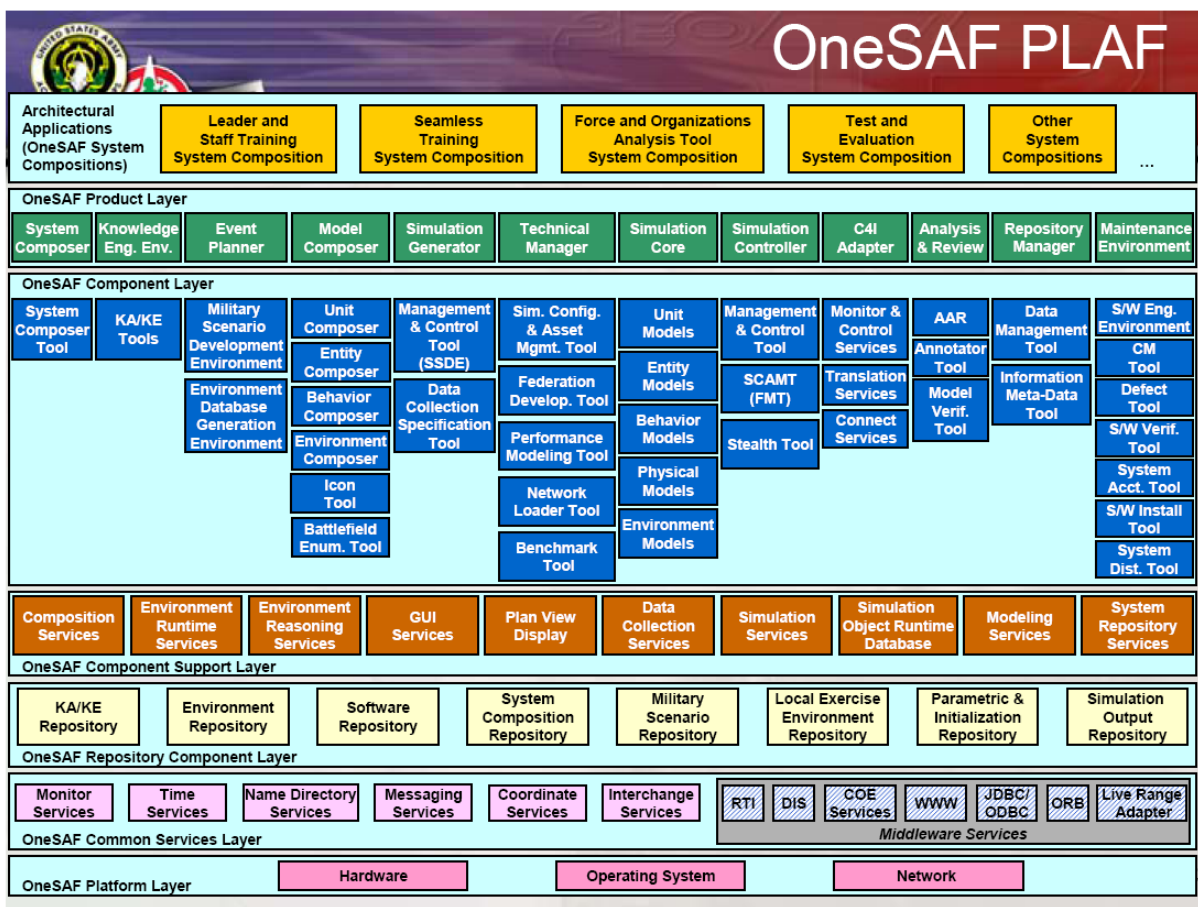 UNITED STATES ARMY
OneSAF PLAF
Architectural
Applications
(OneSAF System
Compositions)
Leader and
Staff Training
System Composition
Seamless
Training
System Composition
Force and Organizations
Analysis Tool
System Composition
Test and
Evaluation
System Composition
Other
System
Compositions
...
OneSAF Product Layer
System
Composer
Knowledge
Eng. Env.
Event
Planner
Model
Composer
Simulation
Generator
Technical
Manager
Simulation
Core
Simulation
Controller
C4I
Adapter
Analysis
& Review
Repository
Manager
Maintenance
Environment
OneSAF Component Layer
System
Composer
Tool
KA/KE
Tools
Military
Scenario
Development
Environment
Environment
Database
Generation
Environment
Unit
Composer
Entity
Composer
Behavior
Composer
Environment
Composer
Icon
Tool
Battlefield
Enum. Tool
Management
& Control
Tool
(SSDE)
Data
Collection
Specification
Tool
Sim. Config.
& Asset
Mgmt. Tool
Federation
Develop. Tool
Performance
Modeling Tool
Network
Loader Tool
Benchmark
Tool
Unit
Models
Entity
Models
Behavior
Models
Physical
Models
Environment
Models
Management
& Control
Tool
SCAMT
(FMT)
Stealth Tool
Monitor &
Control
Services
Translation
Services
Connect
Services
AAR
Annotator
Tool
Model
Verif.
Tool
Data
Management
Tool
Information
Meta-Data
Tool
S/W Eng.
Environment
CM
Tool
Defect
Tool
S/W Verif.
Tool
System
Acct. Tool
S/W Install
Tool
System
Dist. Tool
Composition
Services
Environment
Runtime
Services
Environment
Reasoning
Services
GUI
Services
Plan View
Display
Data
Collection
Services
Simulation
Services
Simulation
Object Runtime
Database
Modeling
Services
System
Repository
Services
OneSAF Component Support Layer
KA/KE
Repository
Environment
Repository
Software
Repository
System
Composition
Repository
Military
Scenario
Repository
Local Exercise
Environment
Repository
Parametric &
Initialization
Repository
Simulation
Output
Repository
OneSAF Repository Component Layer
Monitor
Services
Time
Services
Name Directory
Services
Messaging
Services
Coordinate
Services
Interchange
Services
RTI
DIS
COE
Services
WWW
JDBC/
ODBC
ORB
Live Range
Adapter
Middleware Services
OneSAF Common Services Layer
Hardware
Operating System
Network
OneSAF Platform Layer